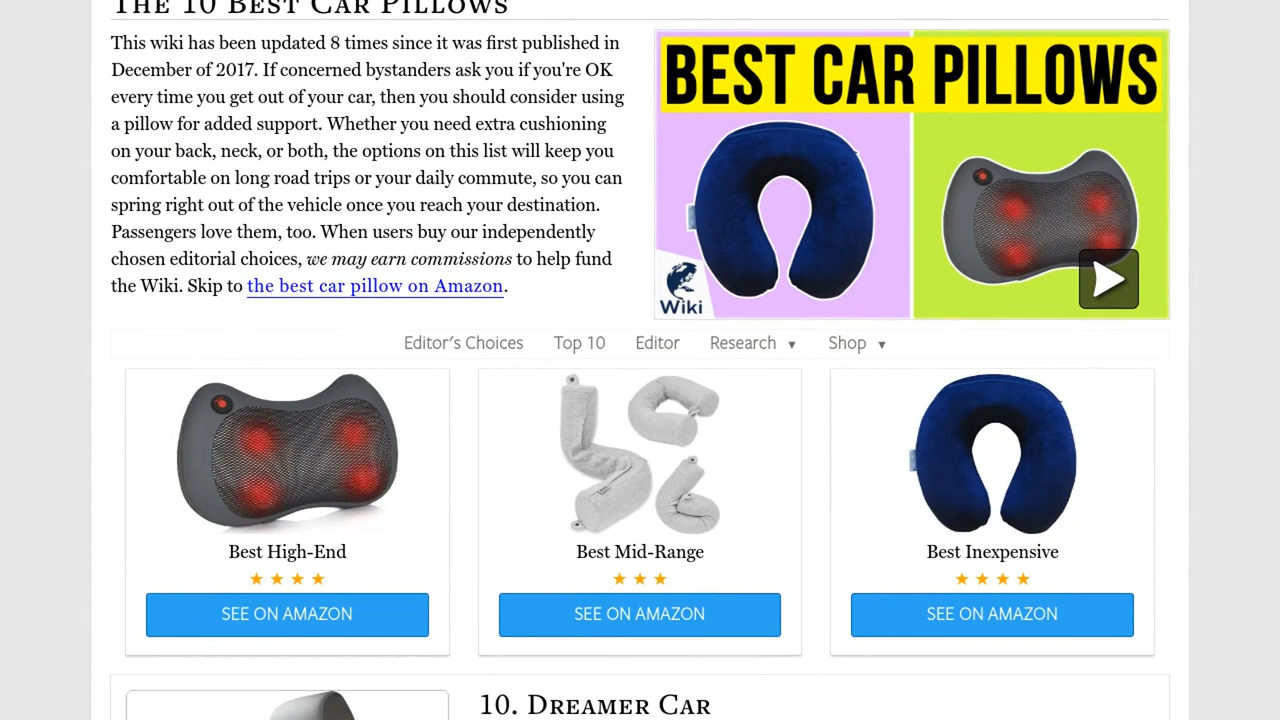 THE 10 BEST CAR PILLOWS
This wiki has been updated 8 times since it was first published in
December of 2017. If concerned bystanders ask you if you're OK
every time you get out of your car, then you should consider using
a pillow for added support. Whether you need extra cushioning
on your back, neck, or both, the options on this list will keep you
comfortable on long road trips or your daily commute, so you can
spring right out of the vehicle once you reach your destination.
Passengers love them, too. When users buy our independently
chosen editorial choices, we may earn commissions to help fund
the Wiki. Skip to the best car pillow on Amazon.
BEST CAR PILLOWS
Wiki
Editor's Choices Top 10 Editor Research ▼ Shop ▼
Best High-End
★ ★ ★ ★
SEE ON AMAZON
Best Mid-Range
★ ★ ★
SEE ON AMAZON
Best Inexpensive
★ ★ ★ ★
SEE ON AMAZON
10. DREAMER CAR